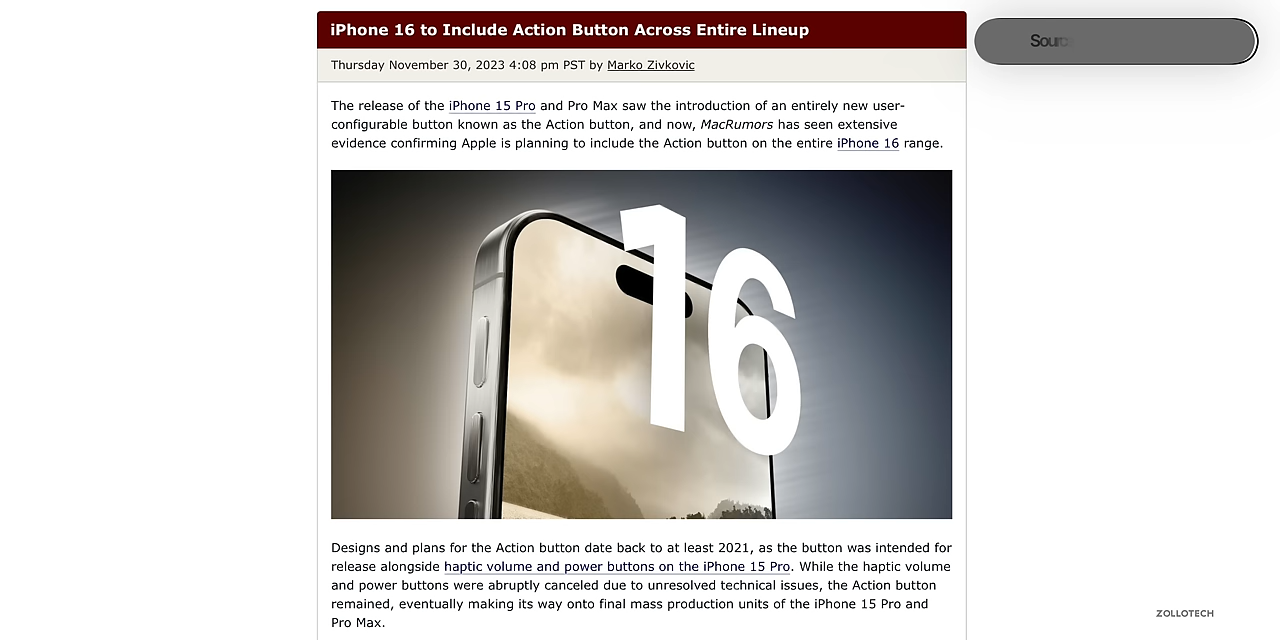 iPhone 16 to Include Action Button Across Entire Lineup
Thursday November 30, 2023 4:08 pm PST by Marko Zivkovic
The release of the iPhone 15 Pro and Pro Max saw the introduction of an entirely new user-
configurable button known as the Action button, and now, MacRumors has seen extensive
evidence confirming Apple is planning to include the Action button on the entire iPhone 16 range.
16
Designs and plans for the Action button date back to at least 2021, as the button was intended for
release alongside haptic volume and power buttons on the iPhone 15 Pro. While the haptic volume
and power buttons were abruptly canceled due to unresolved technical issues, the Action button
remained, eventually making its way onto final mass production units of the iPhone 15 Pro and
Pro Max.
ZOLLOTECH